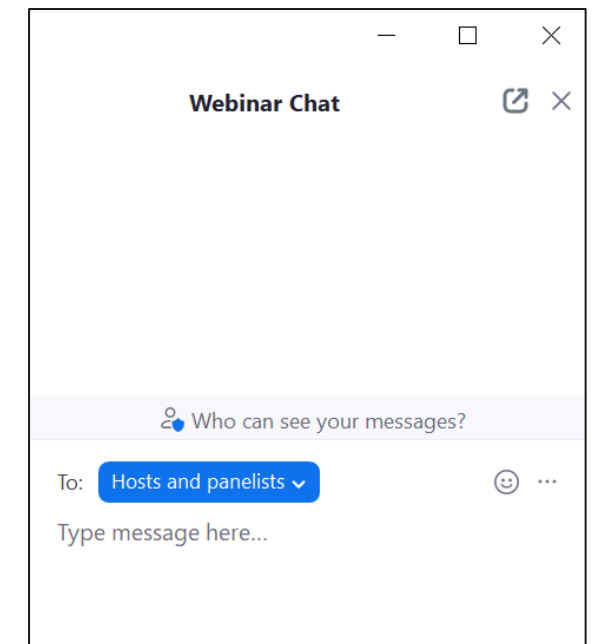 Webinar Chat
Who can see your messages?
To: Hosts and panelists
Type message here...